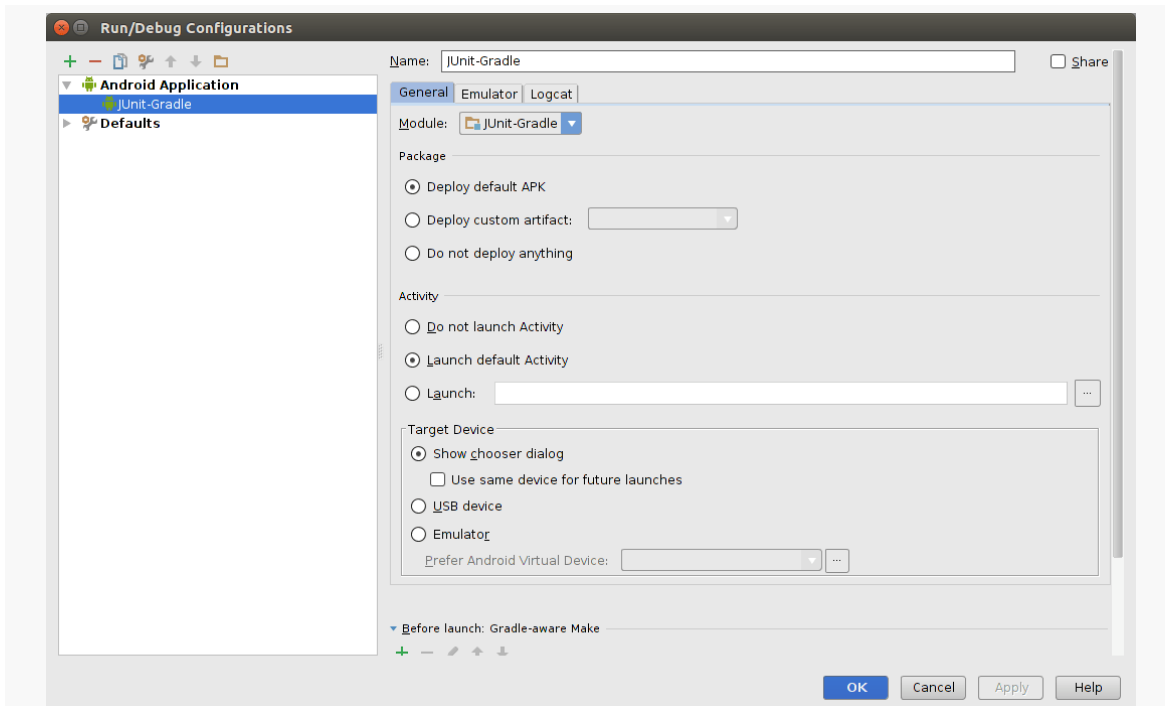 Run/Debug Configurations
Name: JUnit-Gradle Share
Android Application
JUnit-Gradle
Defaults
General Emulator Logcat
Module: JUnit-Gradle
Package
Deploy default APK
Deploy custom artifact:
Do not deploy anything
Activity
Do not launch Activity
Launch default Activity
Launch: ...
Target Device
Show chooser dialog
Use same device for future launches
USB device
Emulator
Prefer Android Virtual Device: ...
Before launch: Gradle-aware Make
OK Cancel Apply Help